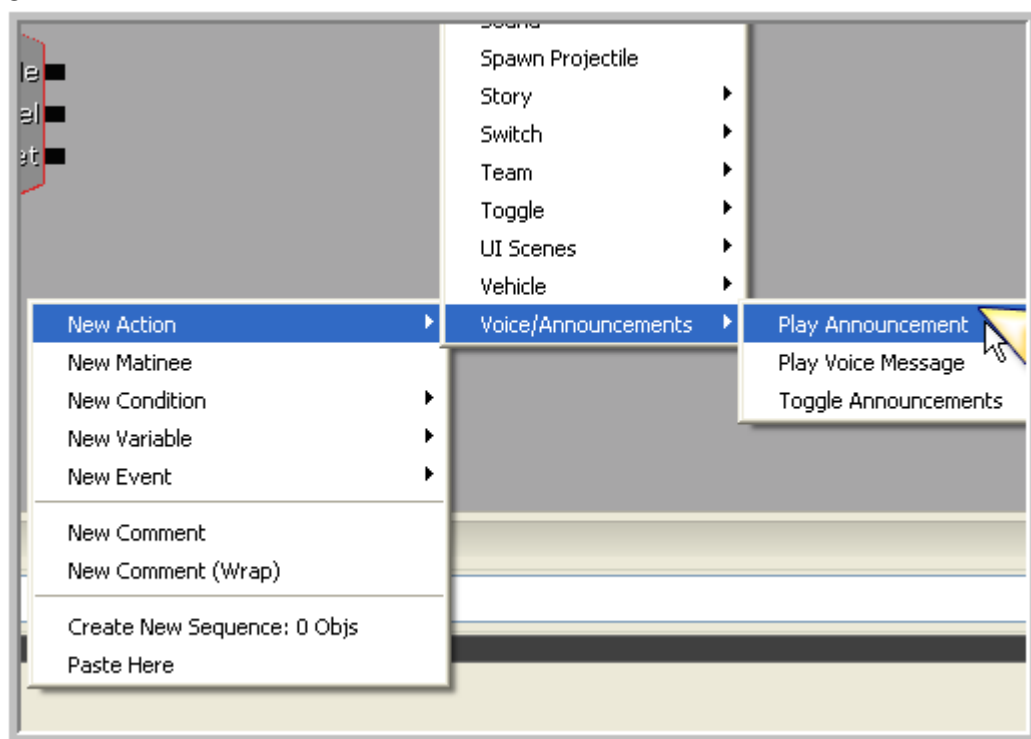 Sound
Spawn Projectile
Story
Switch
Team
Toggle
UI Scenes
Vehicle
Voice/Announcements
Play Announcement
Play Voice Message
Toggle Announcements
New Action
New Matinee
New Condition
New Variable
New Event
New Comment
New Comment (Wrap)
Create New Sequence: 0 Objs
Paste Here